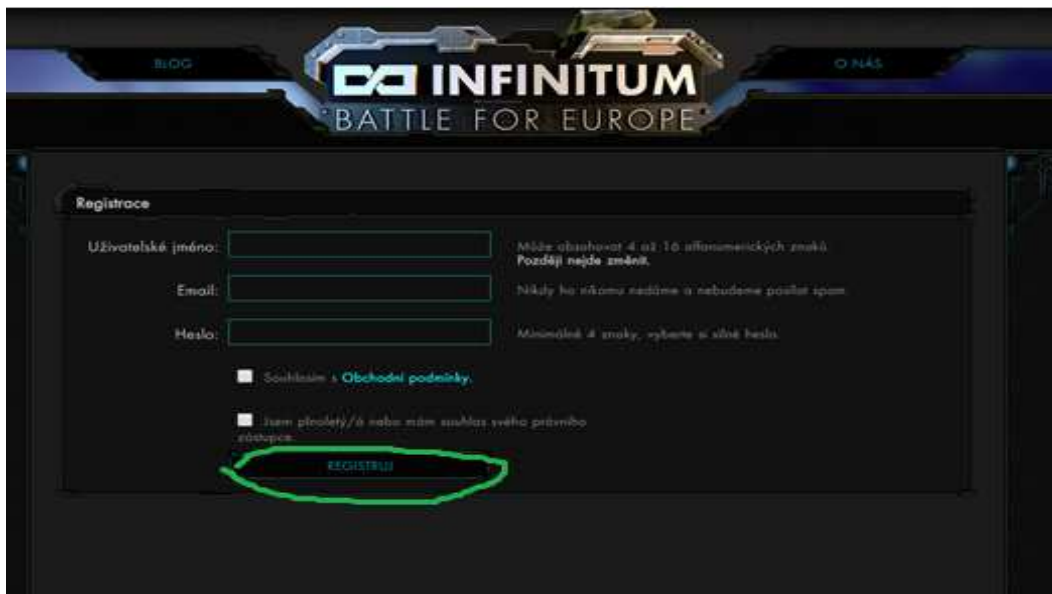 BLOG
O NÁS
INFINITUM
BATTLE FOR EUROPE
Registrace
Uživatelské jméno:
Může obsahovat 4 až 16 alfanumerických znaků.
Později nejde změnit.
Email:
Nikdy ho nikomu nedáme a nebudeme posílat spam.
Heslo:
Minimálně 4 znaky, vyberte si silné heslo.
Souhlasím s Obchodní podmínky.
Jsem plnoletý/á nebo mám souhlas svého právního
zástupce.
REGISTRUJ